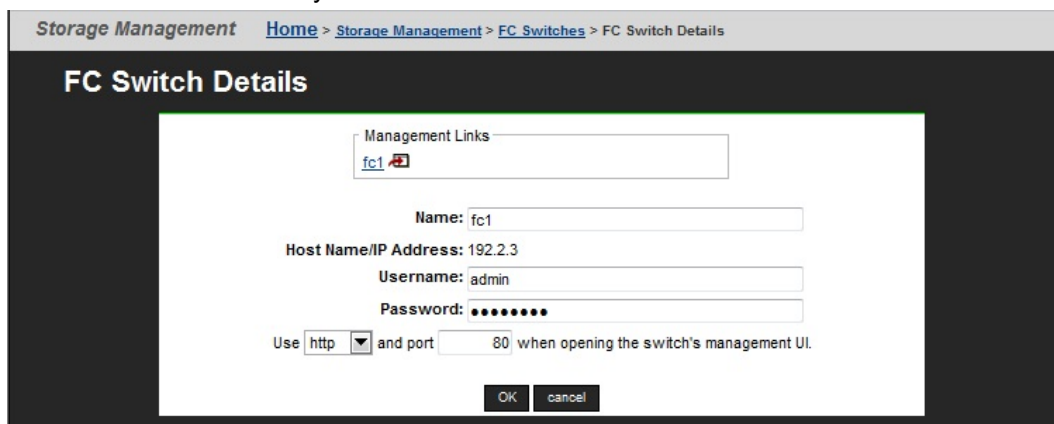 Storage Management Home > Storage Management > FC Switches > FC Switch Details
FC Switch Details
Management Links
fc1
Name: fc1
Host Name/IP Address: 192.2.3
Username: admin
Password: ●●●●●●●●
Use http and port 80 when opening the switch's management UI.
OK cancel